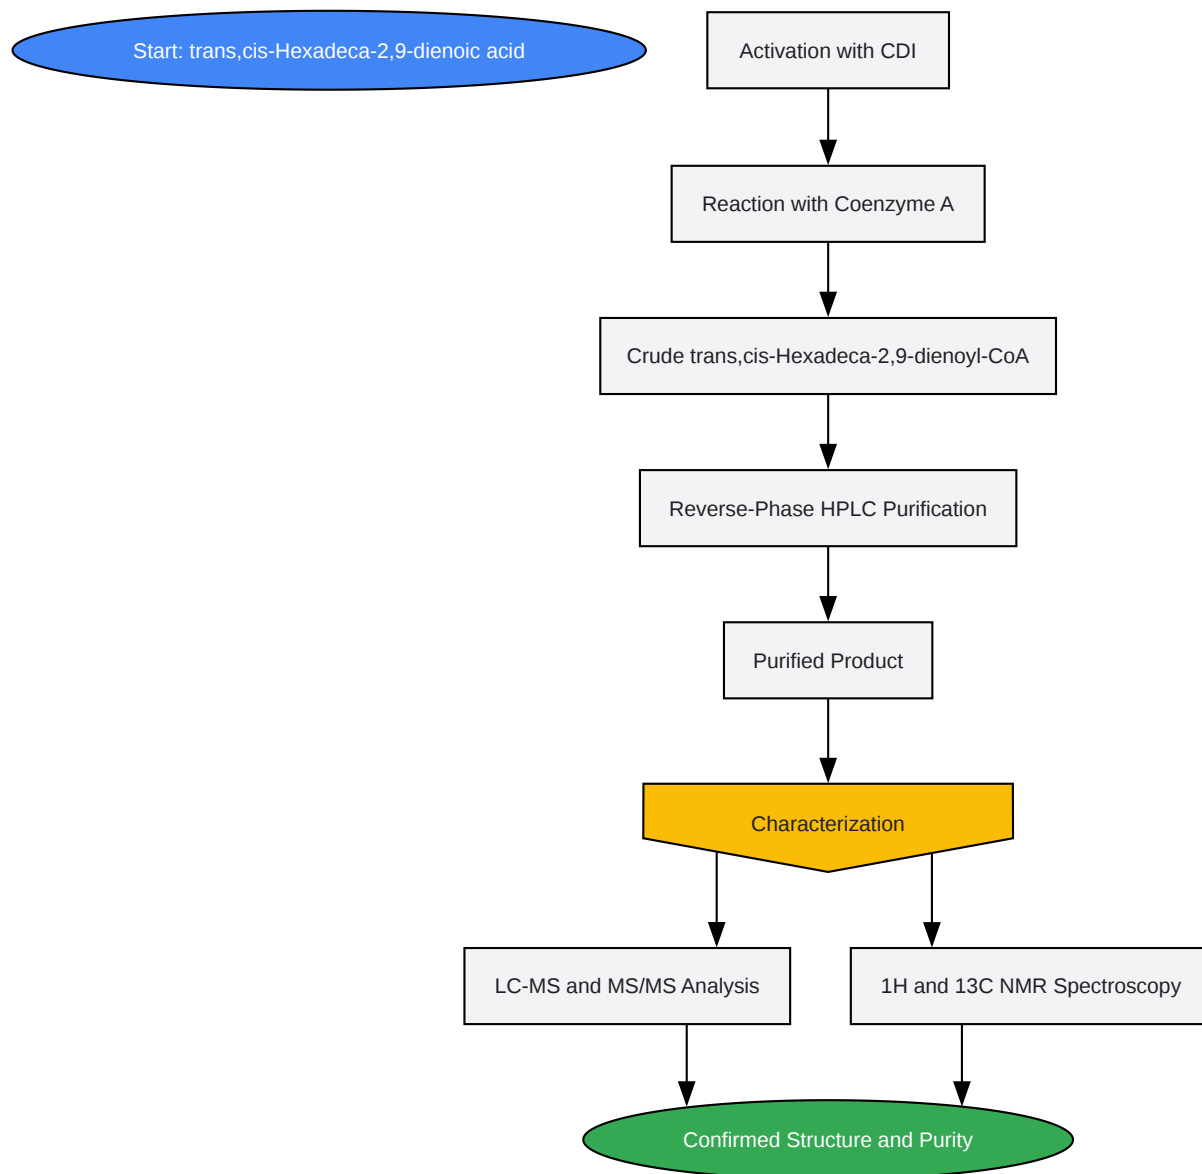 Start: trans,cis-Hexadeca-2,9-dienoic acid
Activation with CDI
Reaction with Coenzyme A
Crude trans,cis-Hexadeca-2,9-dienoyl-CoA
Reverse-Phase HPLC Purification
Purified Product
Characterization
LC-MS and MS/MS Analysis
1H and 13C NMR Spectroscopy
Confirmed Structure and Purity